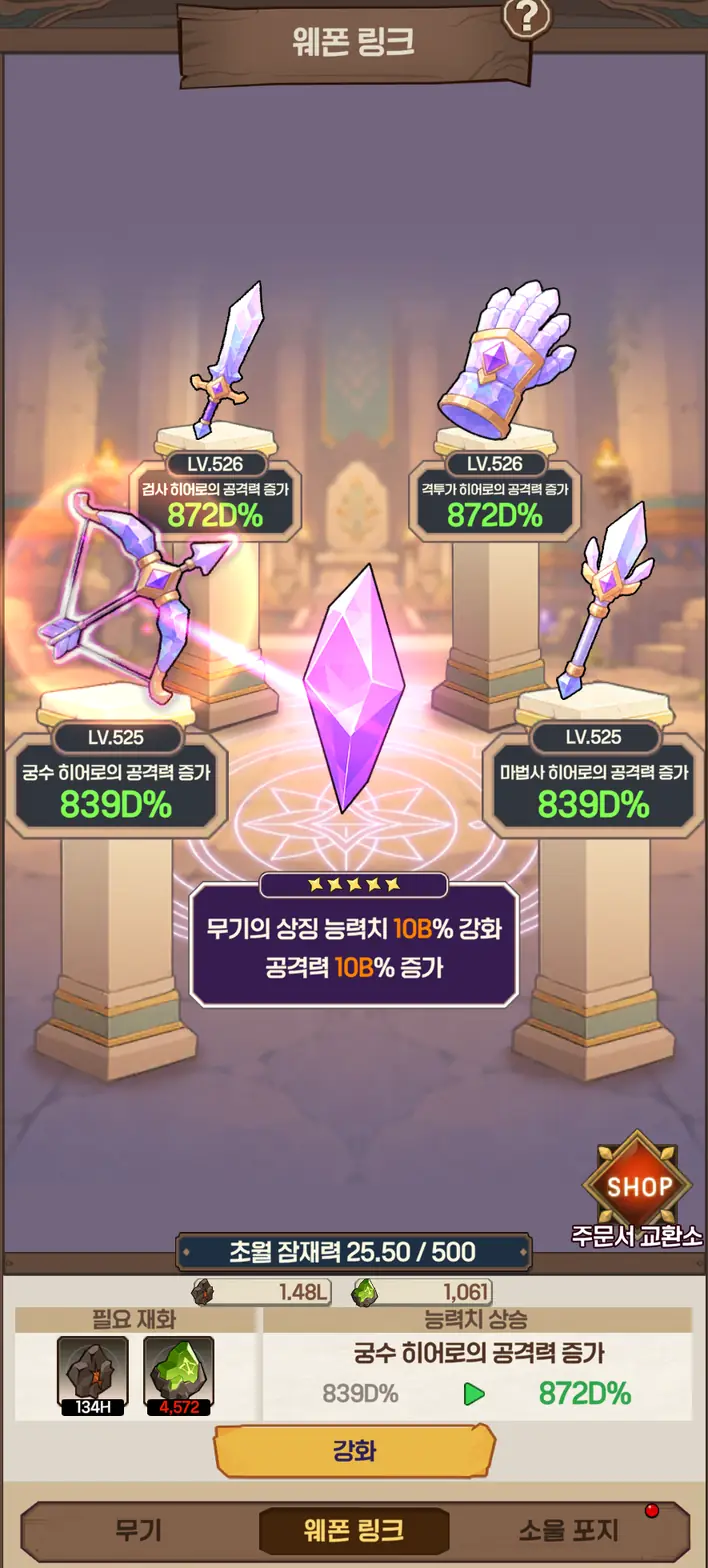 웨폰 링크
?
LV.526
검사 히어로의 공격력 증가
872D%
LV.526
격투가 히어로의 공격력 증가
872D%
LV.525
궁수 히어로의 공격력 증가
839D%
LV.525
마법사 히어로의 공격력 증가
839D%
무기의 상징 능력치 10B% 강화
공격력 10B% 증가
SHOP
주문서 교환소
초월 잠재력 25.50 / 500
1.48L
1,061
필요 재화
능력치 상승
134H
4,572
궁수 히어로의 공격력 증가
839D%
872D%
강화
무기
웨폰 링크
소울 포지